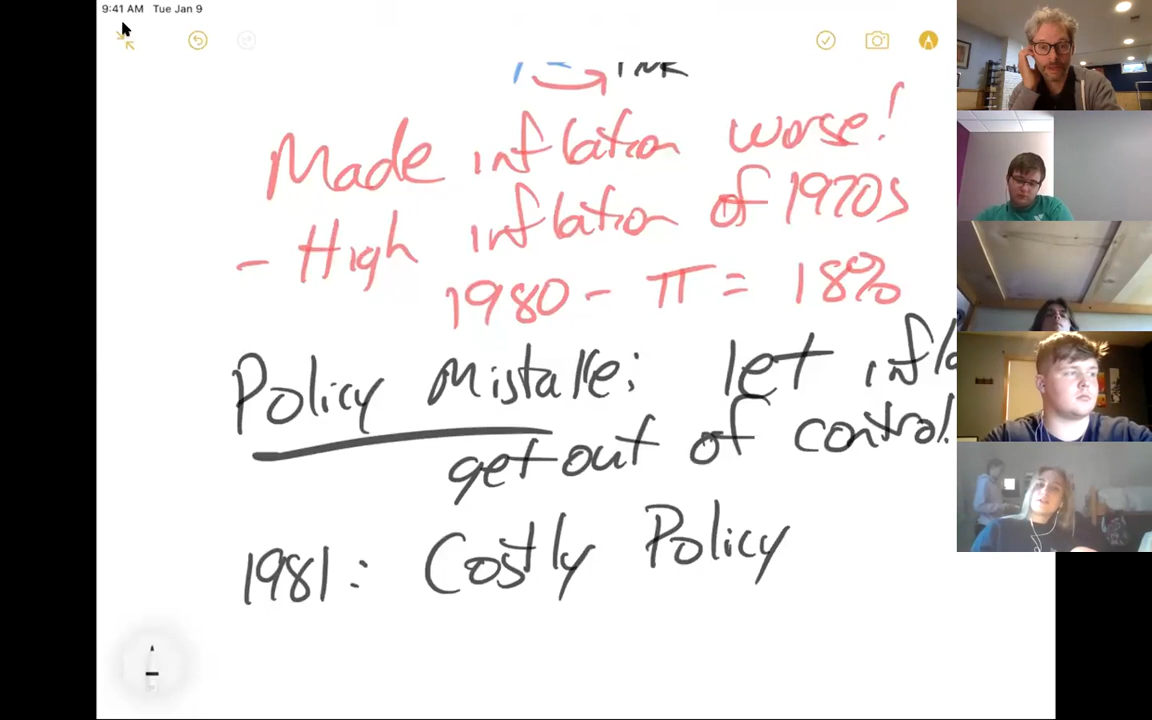 9:41 AM Tue Jan 9
Made inflation worse!
- High inflation of 1970s
1980 - π = 18%
Policy Mistake: let
get out of control.
1981: Costly Policy